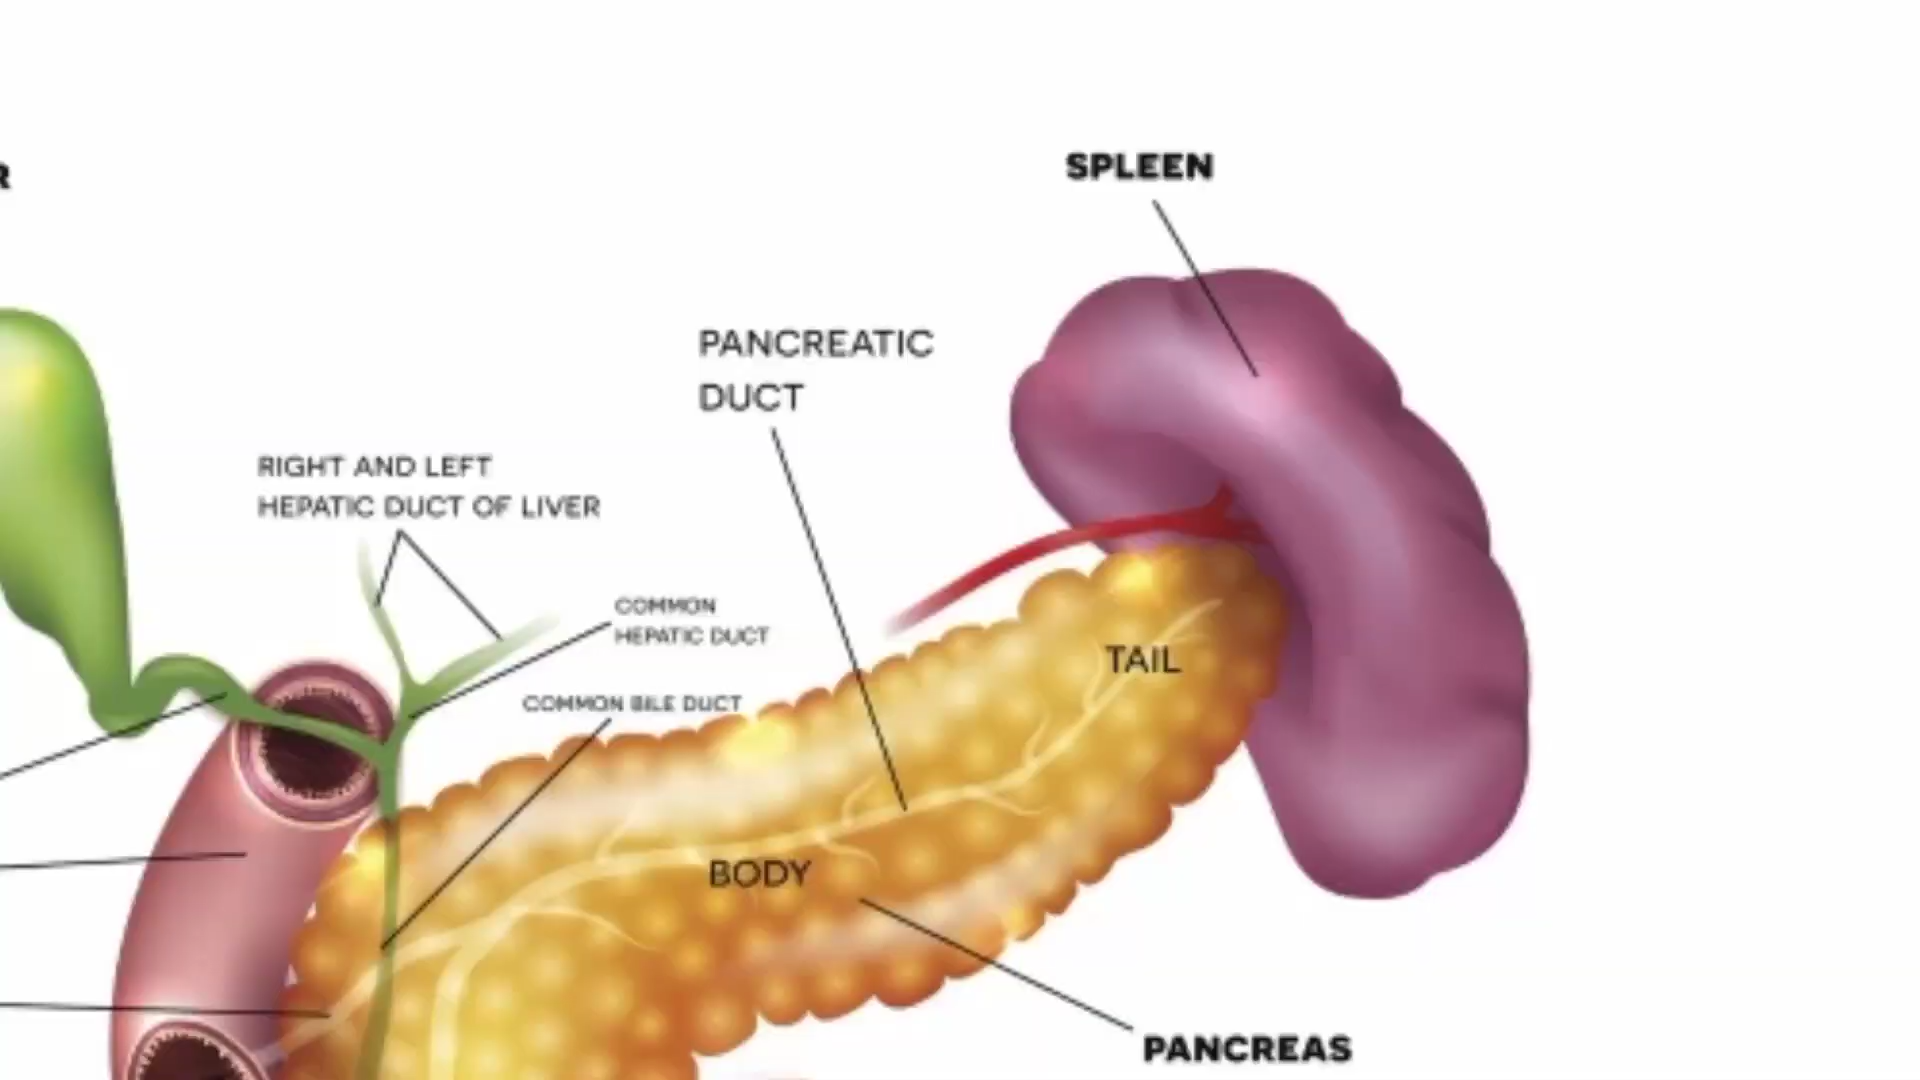 R
SPLEEN
PANCREATIC
DUCT
RIGHT AND LEFT
HEPATIC DUCT OF LIVER
COMMON
HEPATIC DUCT
TAIL
COMMON BILE DUCT
BODY
PANCREAS